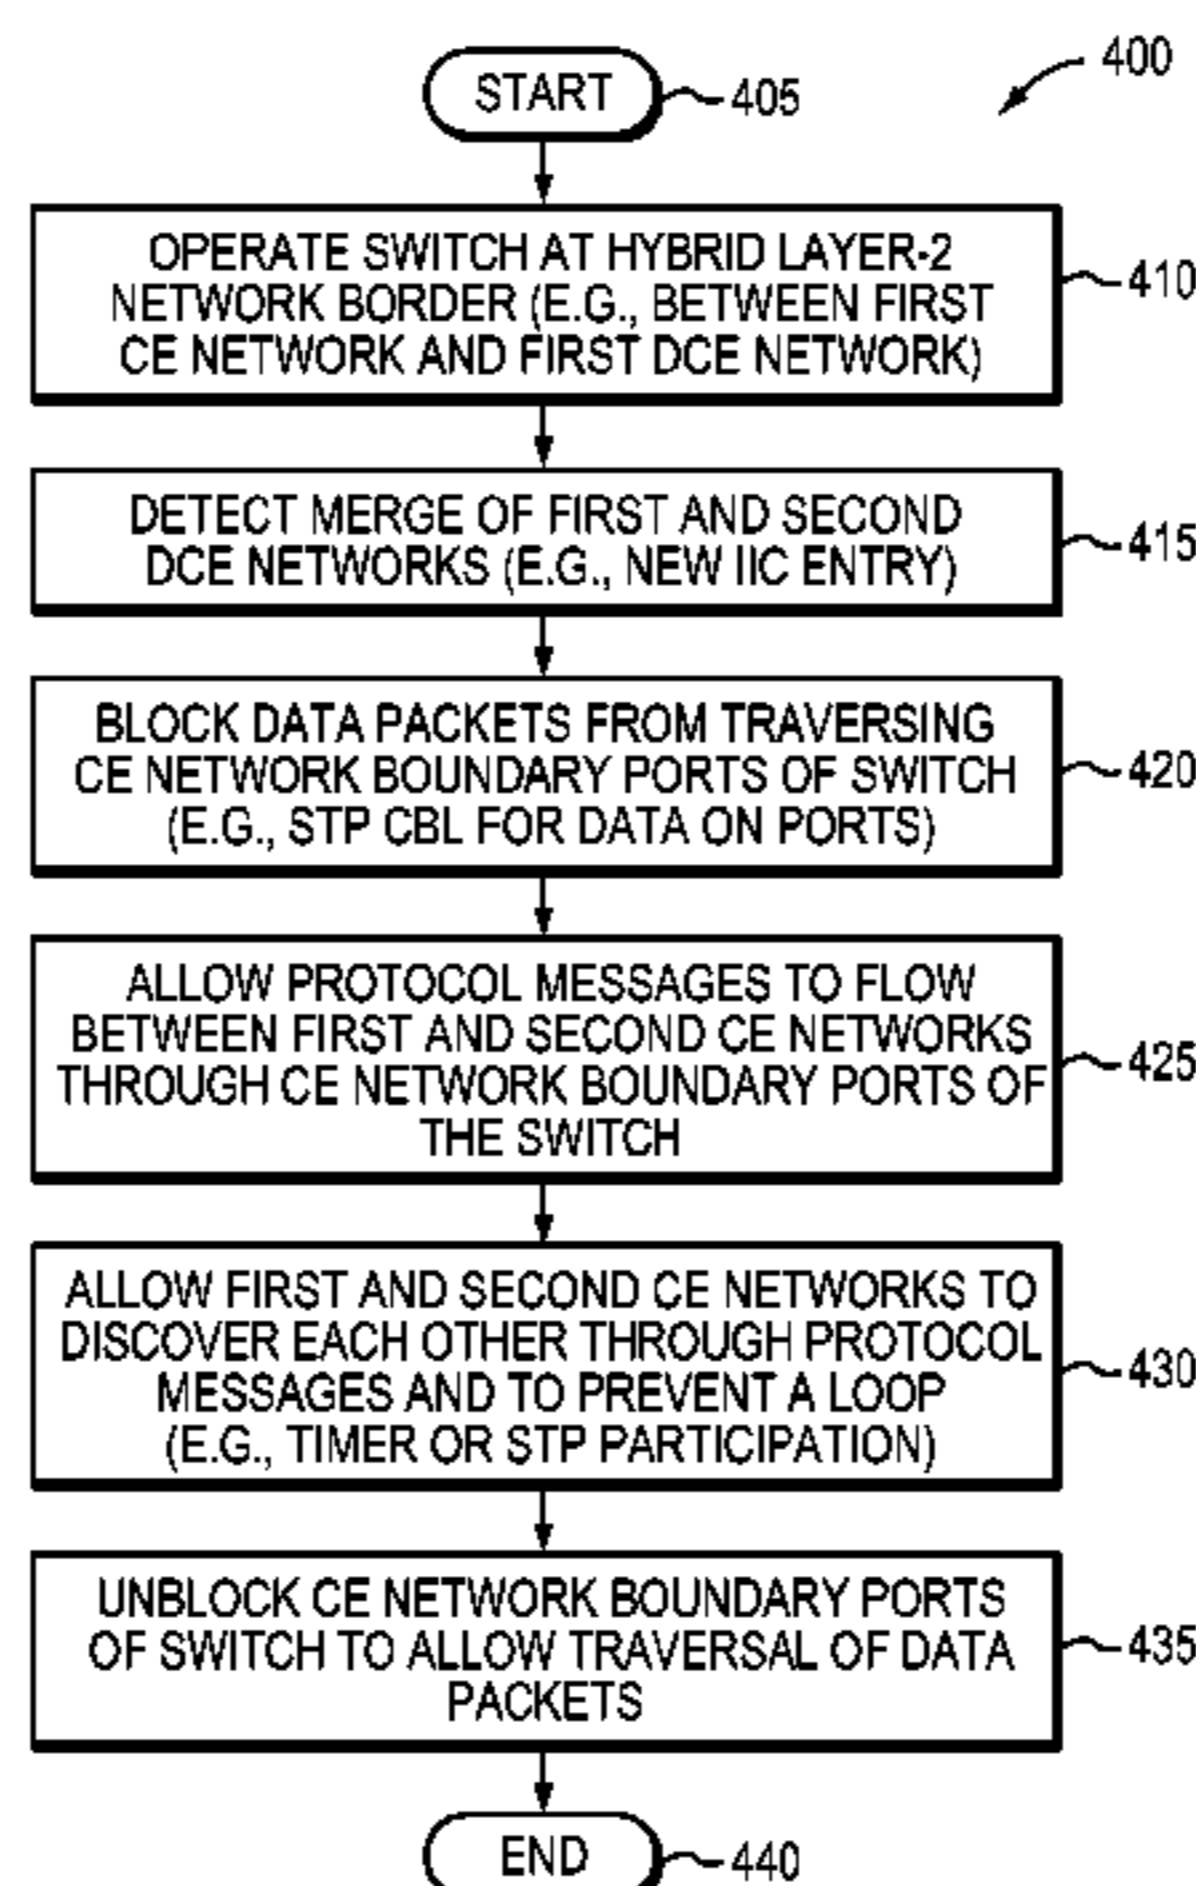 400
START
405
OPERATE SWITCH AT HYBRID LAYER-2
NETWORK BORDER (E.G., BETWEEN FIRST
CE NETWORK AND FIRST DCE NETWORK)
410
DETECT MERGE OF FIRST AND SECOND
DCE NETWORKS (E.G., NEW IIC ENTRY)
415
BLOCK DATA PACKETS FROM TRAVERSING
CE NETWORK BOUNDARY PORTS OF SWITCH
(E.G., STP CBL FOR DATA ON PORTS)
420
ALLOW PROTOCOL MESSAGES TO FLOW
BETWEEN FIRST AND SECOND CE NETWORKS
THROUGH CE NETWORK BOUNDARY PORTS OF
THE SWITCH
425
ALLOW FIRST AND SECOND CE NETWORKS TO
DISCOVER EACH OTHER THROUGH PROTOCOL
MESSAGES AND TO PREVENT A LOOP
(E.G., TIMER OR STP PARTICIPATION)
430
UNBLOCK CE NETWORK BOUNDARY PORTS
OF SWITCH TO ALLOW TRAVERSAL OF DATA
PACKETS
435
END
440